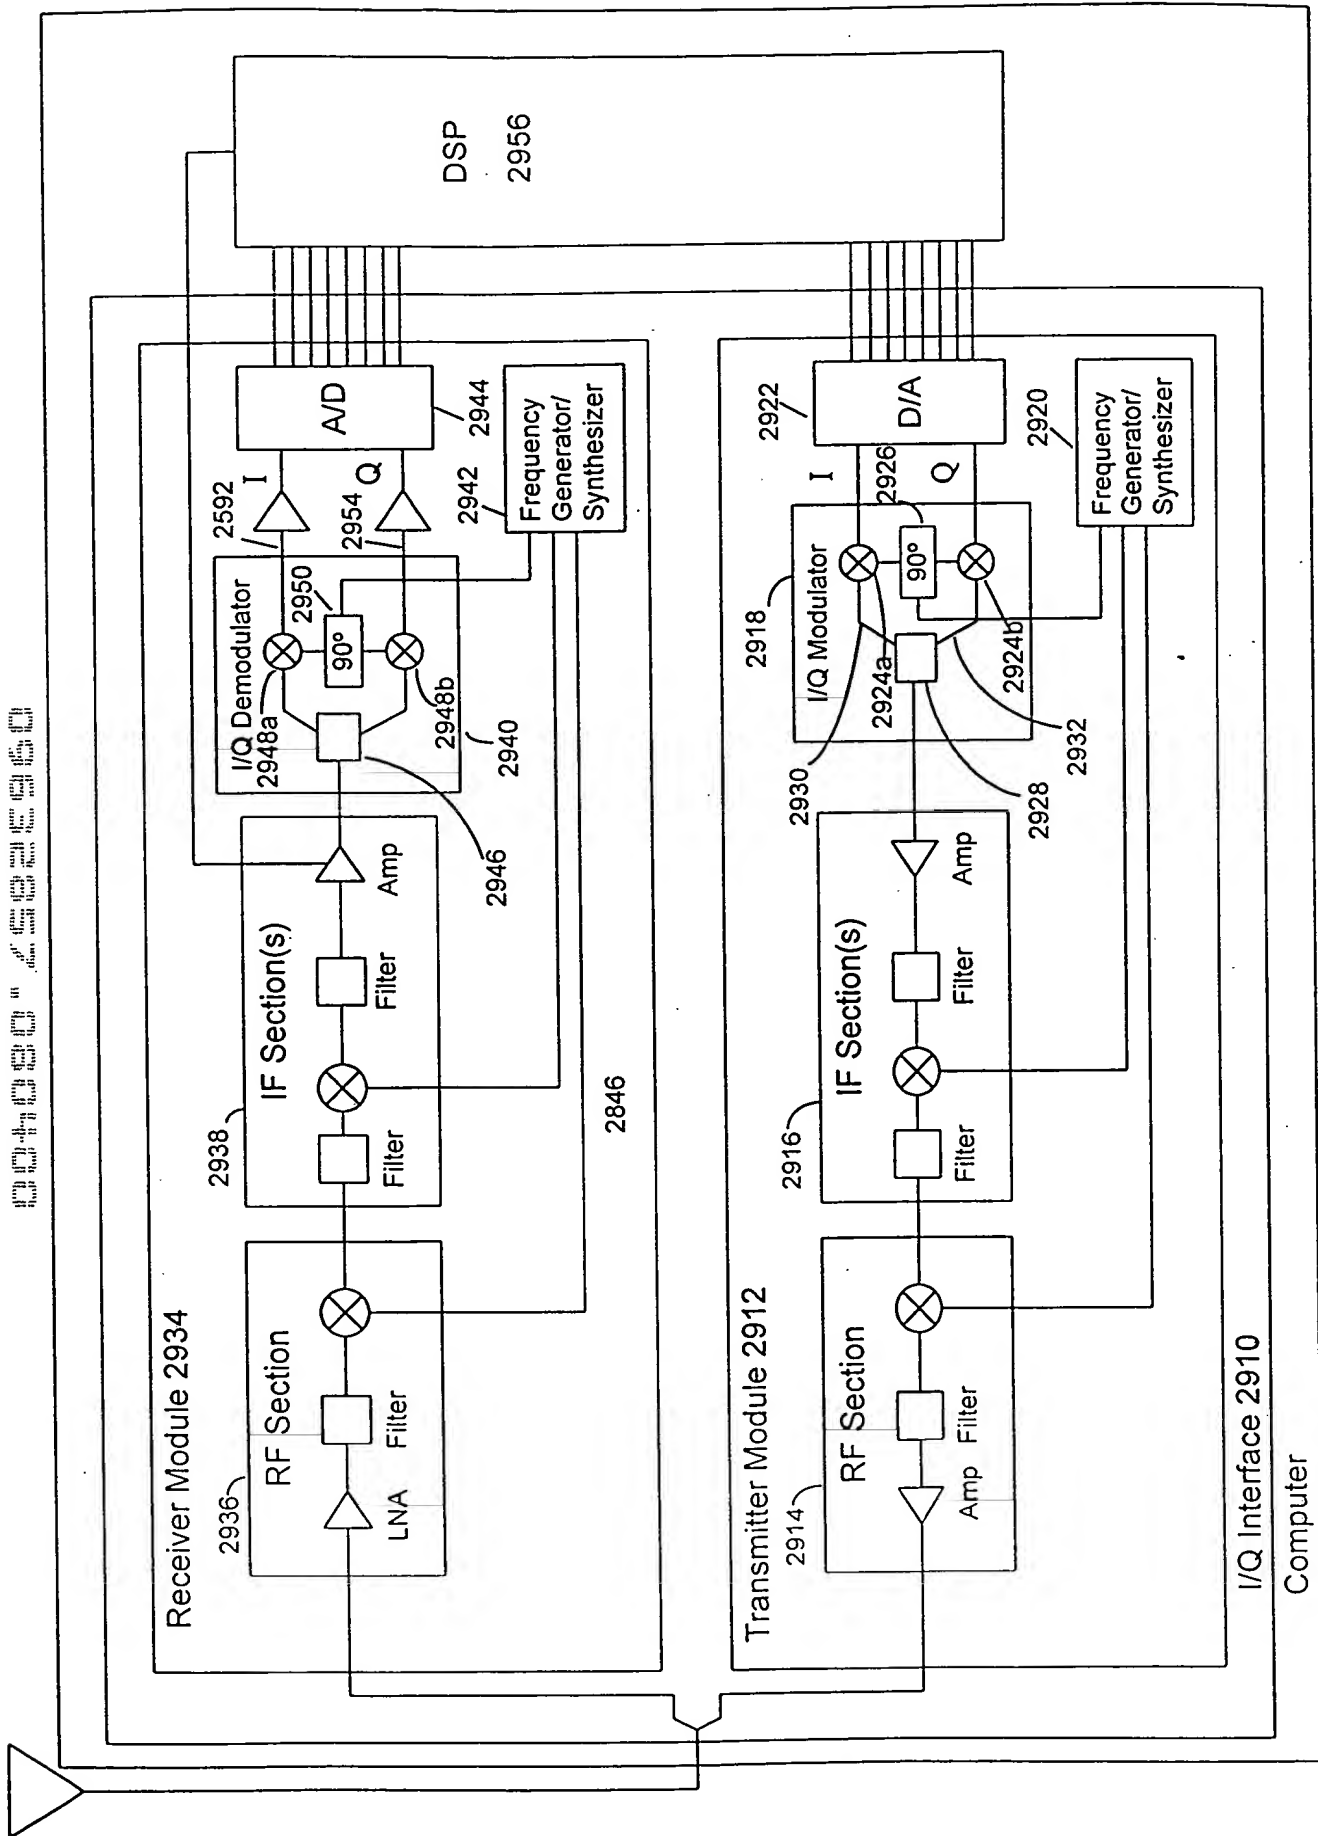 09632857 " 080400
DSP
2956
Receiver Module 2934
2936
RF Section
LNA
Filter
2938
IF Section(s)
Filter
Filter
Amp
2946
I/Q Demodulator
2948a
2948b
2940
90°
2950
2592
2954
I
Q
A/D
2944
2942
Frequency
Generator/
Synthesizer
2846
Transmitter Module 2912
2914
RF Section
Amp
Filter
2916
IF Section(s)
Filter
Filter
Amp
2930
2928
2932
2918
I/Q Modulator
2924a
2924b
90°
2926
I
Q
2922
D/A
2920
Frequency
Generator/
Synthesizer
I/Q Interface 2910
Computer